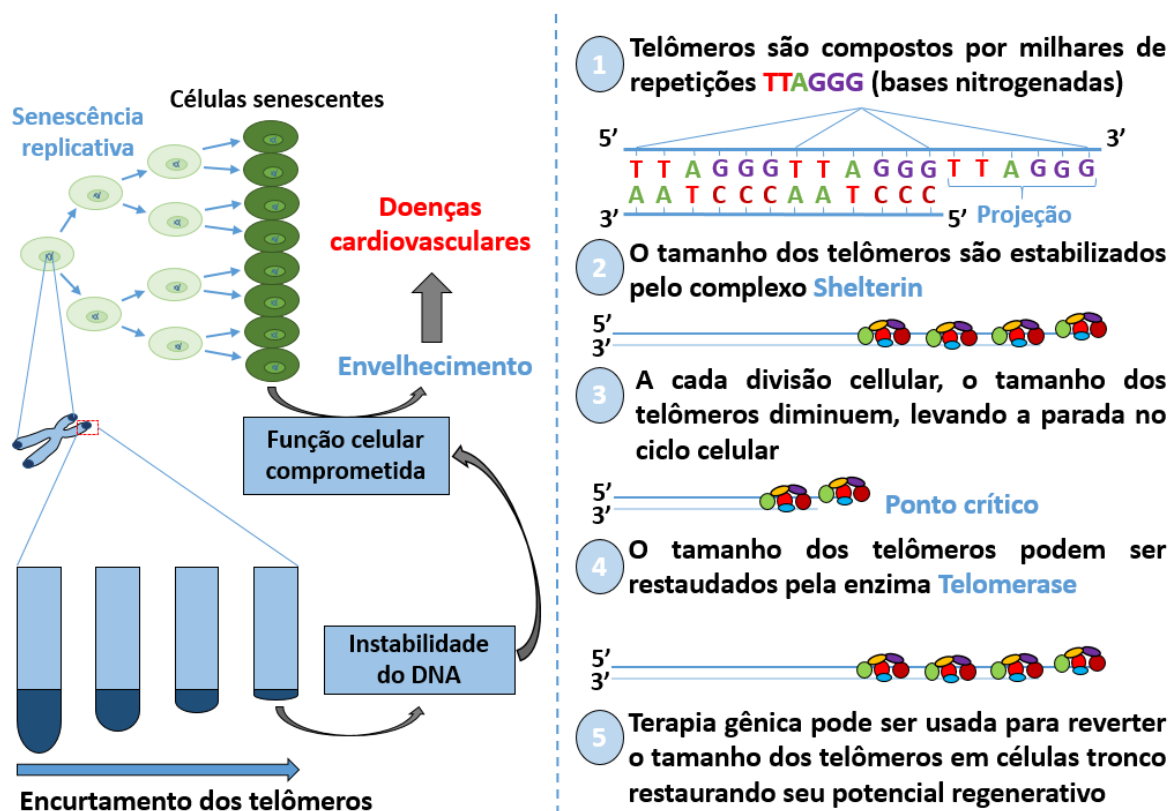 Senescência
replicativa
Células senescentes
Doenças
cardiovasculares
Envelhecimento
Função celular
comprometida
Instabilidade
do DNA
Encurtamento dos telômeros
1
Telômeros são compostos por milhares de
repetições TTAGGG (bases nitrogenadas)
5’ 3’
T T A G G G T T A G G G T T A G G G
A A T C C C A A T C C C
3’ 5’ Projeção
2
O tamanho dos telômeros são estabilizados
pelo complexo Shelterin
5’
3’
3
A cada divisão cellular, o tamanho dos
telômeros diminuem, levando a parada no
ciclo celular
5’
3’
Ponto crítico
4
O tamanho dos telômeros podem ser
restaudados pela enzima Telomerase
5’
3’
5
Terapia gênica pode ser usada para reverter
o tamanho dos telômeros em células tronco
restaurando seu potencial regenerativo